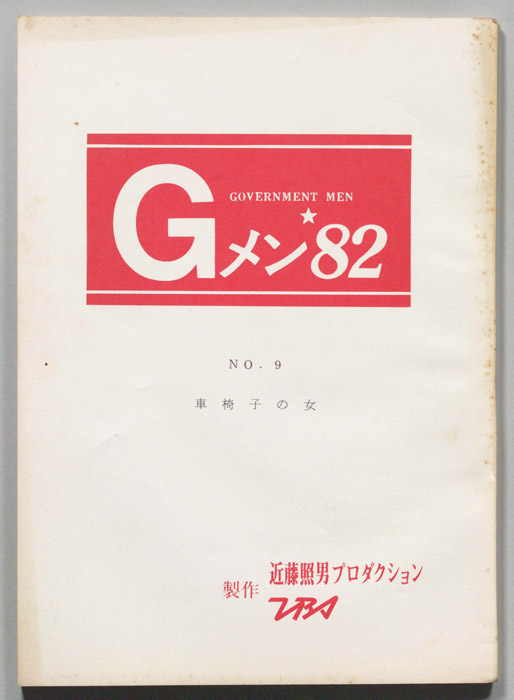 GOVERNMENT MEN
Gメン'82
NO. 9
車椅子の女
製作 近藤照男プロダクション
TBS